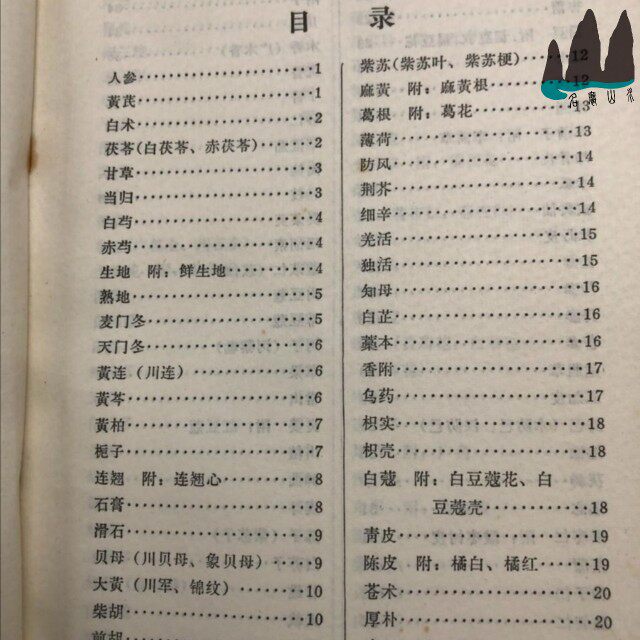 目录
人参 1
黄芪 1
白术 2
茯苓(白茯苓、赤茯苓) 2
甘草 3
当归 3
白芍 4
赤芍 4
生地 附:鲜生地 4
熟地 5
麦门冬 5
天门冬 6
黄连(川连) 6
黄芩 6
黄柏 7
栀子 7
连翘 附:连翘心 8
石膏 8
滑石 9
贝母(川贝母、象贝母) 9
大黄(川军、锦纹) 10
柴胡 10
前胡
紫苏(紫苏叶、紫苏梗) 12
麻黄 附:麻黄根 12
葛根 附:葛花 13
薄荷 13
防风 14
荆芥 14
细辛 14
羌活 15
独活 15
知母 16
白芷 16
藁本 16
香附 17
乌药 17
枳实 18
枳壳 18
白蔻 附:白豆蔻花、白
豆蔻壳 18
青皮 19
陈皮 附:橘白、橘红 19
苍术 20
厚朴 20